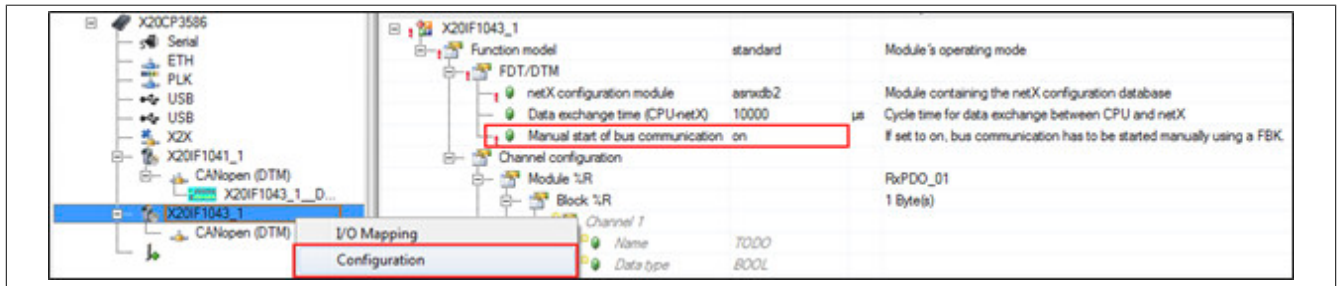 X20CP3586
Serial
ETH
PLK
USB
USB
X2X
X20IF1041_1
CANopen (DTM)
X20IF1043_1__D...
X20IF1043_1
CANopen (DTM)
I/O Mapping
Configuration
X20IF1043_1
Function model standard Module´s operating mode
FDT/DTM
netX configuration module asnxdb2 Module containing the netX configuration database
Data exchange time (CPU-netX) 10000 µs Cycle time for data exchange between CPU and netX
Manual start of bus communication on If set to on, bus communication has to be started manually using a FBK.
Channel configuration
Module %R RxPDO_01
Block %R 1 Byte(s)
Channel 1
Name TODO
Data type BOOL